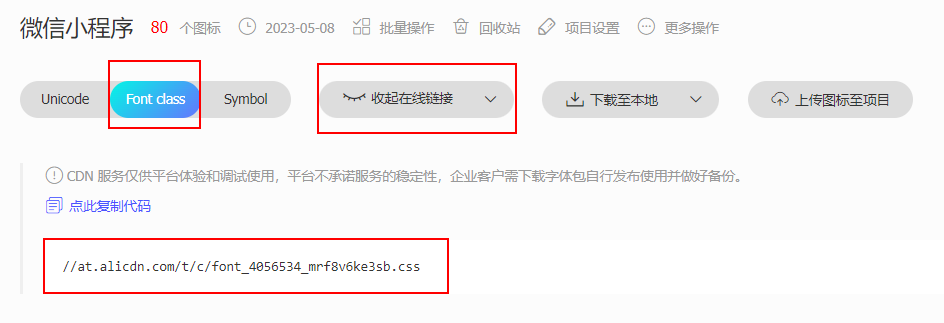 微信小程序 80 个图标 2023-05-08 批量操作 回收站 项目设置 更多操作
Unicode Font class Symbol 收起在线链接 下载至本地 上传图标至项目
CDN 服务仅供平台体验和调试使用，平台不承诺服务的稳定性，企业客户需下载字体包自行发布使用并做好备份。
点此复制代码
//at.alicdn.com/t/c/font_4056534_mrf8v6ke3sb.css